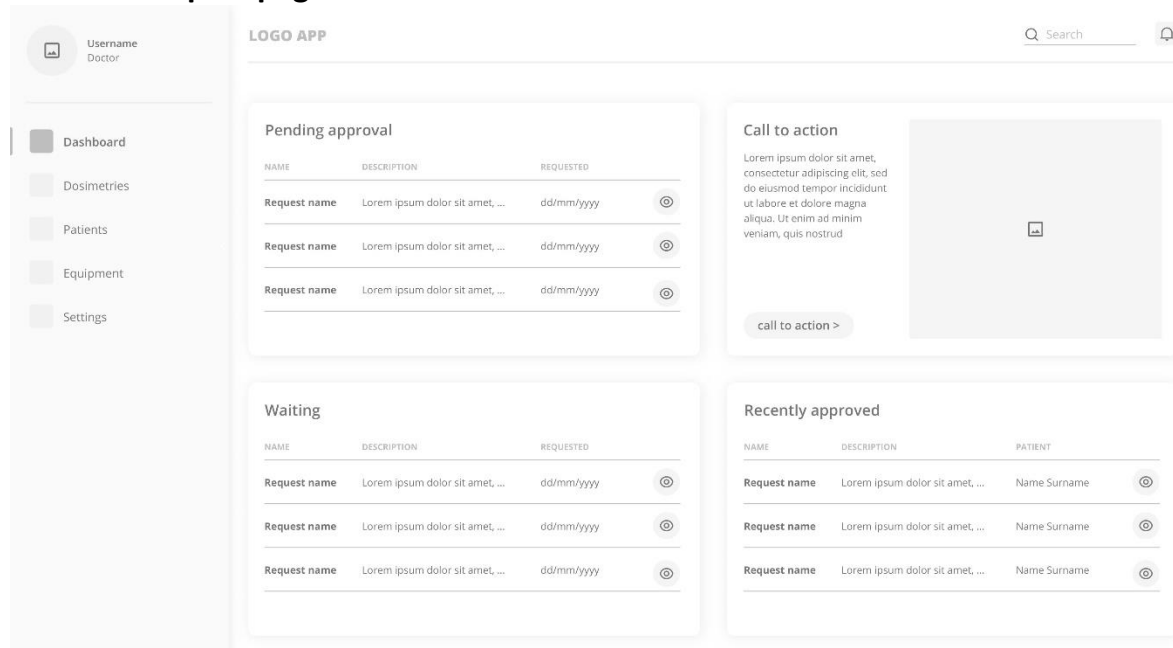 Username
Doctor
Dashboard
Dosimetries
Patients
Equipment
Settings
LOGO APP
Search
Pending approval
NAME DESCRIPTION REQUESTED
Request name Lorem ipsum dolor sit amet, ... dd/mm/yyyy
Request name Lorem ipsum dolor sit amet, ... dd/mm/yyyy
Request name Lorem ipsum dolor sit amet, ... dd/mm/yyyy
Call to action
Lorem ipsum dolor sit amet,
consectetur adipiscing elit, sed
do eiusmod tempor incididunt
ut labore et dolore magna
aliqua. Ut enim ad minim
veniam, quis nostrud
call to action >
Waiting
NAME DESCRIPTION REQUESTED
Request name Lorem ipsum dolor sit amet, ... dd/mm/yyyy
Request name Lorem ipsum dolor sit amet, ... dd/mm/yyyy
Request name Lorem ipsum dolor sit amet, ... dd/mm/yyyy
Recently approved
NAME DESCRIPTION PATIENT
Request name Lorem ipsum dolor sit amet, ... Name Surname
Request name Lorem ipsum dolor sit amet, ... Name Surname
Request name Lorem ipsum dolor sit amet, ... Name Surname